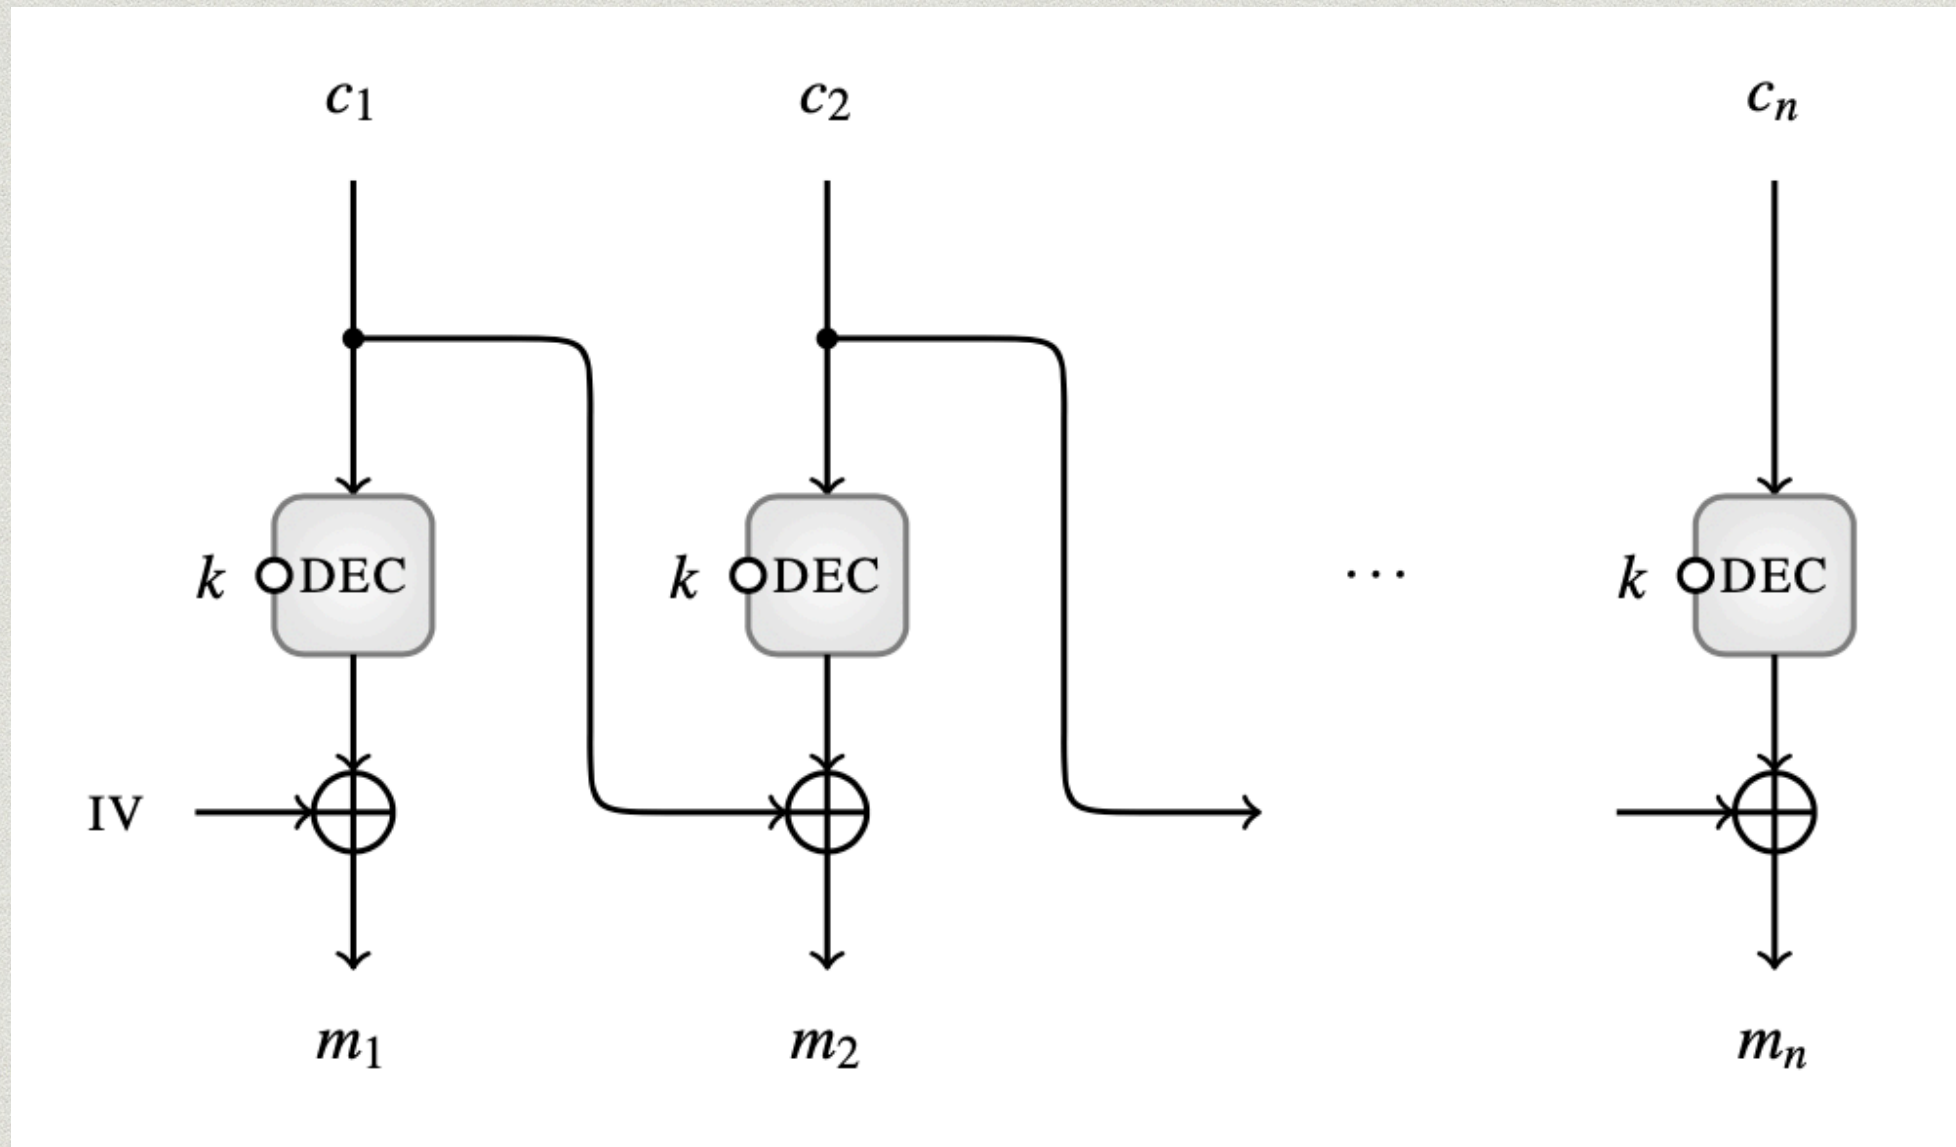 c₁ c₂ cₙ
k DEC k DEC ... k DEC
IV
m₁ m₂ mₙ